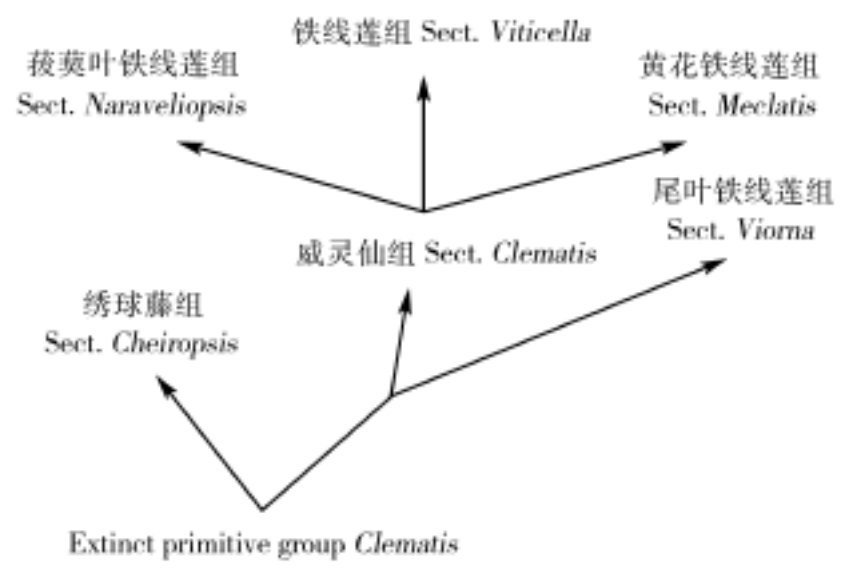 铁线莲组 Sect. Viticella
菝葜叶铁线莲组
Sect. Naraveliopsis
黄花铁线莲组
Sect. Meclatis
尾叶铁线莲组
Sect. Viorna
威灵仙组 Sect. Clematis
绣球藤组
Sect. Cheiropsis
Extinct primitive group Clematis